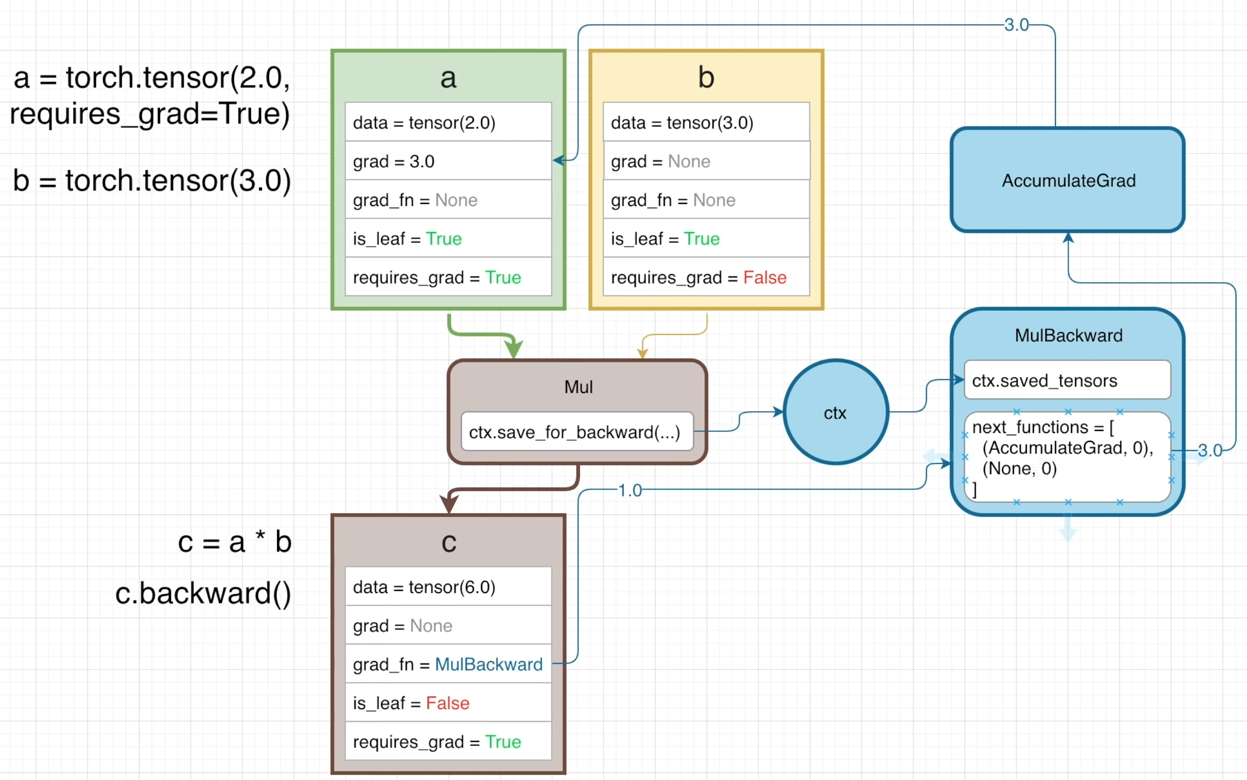 a = torch.tensor(2.0,
requires_grad=True)
b = torch.tensor(3.0)
a
data = tensor(2.0)
grad = 3.0
grad_fn = None
is_leaf = True
requires_grad = True
b
data = tensor(3.0)
grad = None
grad_fn = None
is_leaf = True
requires_grad = False
3.0
AccumulateGrad
Mul
ctx.save_for_backward(...)
ctx
MulBackward
ctx.saved_tensors
next_functions = [
(AccumulateGrad, 0),
(None, 0)
]
3.0
1.0
c = a * b
c.backward()
c
data = tensor(6.0)
grad = None
grad_fn = MulBackward
is_leaf = False
requires_grad = True